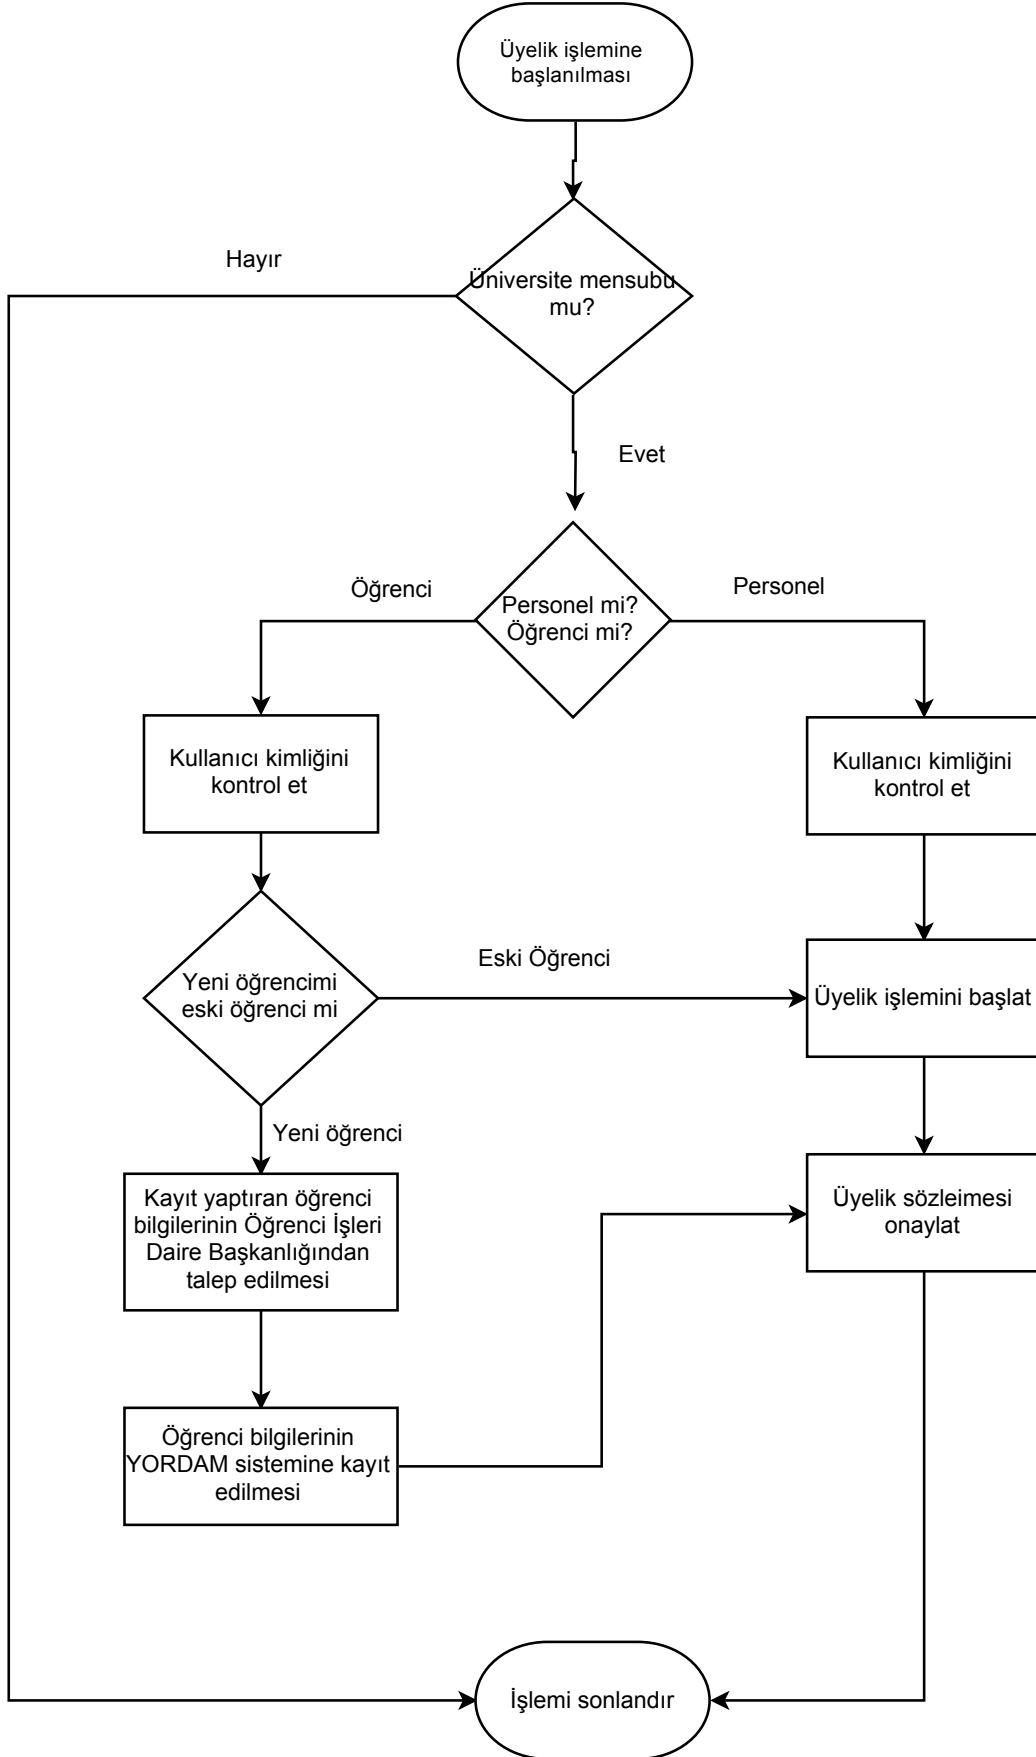 Üyelik işlemine
başlanılması
Hayır
Üniversite mensubu
mu?
Evet
Öğrenci
Personel mi?
Öğrenci mi?
Personel
Kullanıcı kimliğini
kontrol et
Kullanıcı kimliğini
kontrol et
Yeni öğrencimi
eski öğrenci mi
Eski Öğrenci
Üyelik işlemini başlat
Yeni öğrenci
Kayıt yaptıran öğrenci
bilgilerinin Öğrenci İşleri
Daire Başkanlığından
talep edilmesi
Üyelik sözleimesi
onaylat
Öğrenci bilgilerinin
YORDAM sistemine kayıt
edilmesi
İşlemi sonlandır